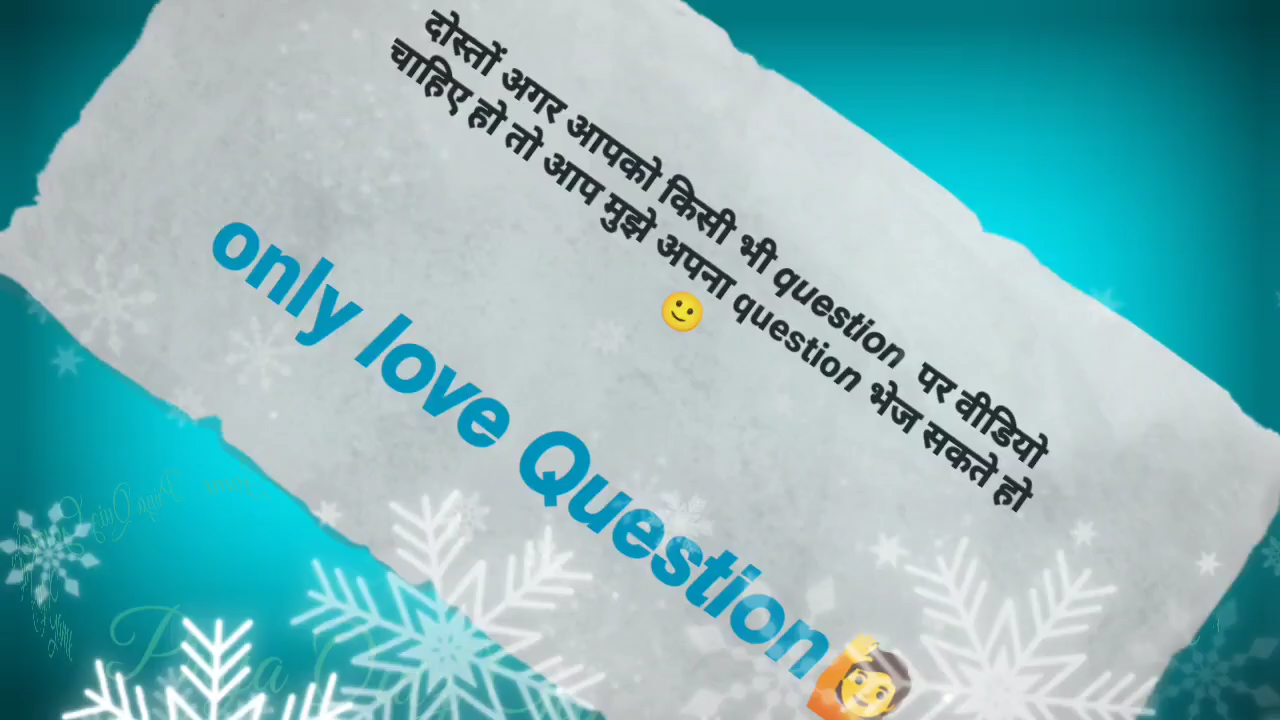 दोस्तों अगर आपको किसी भी question पर वीडियो
चाहिए हो तो आप मुझे अपना question भेज सकते हो
🙂
only love Question🙋